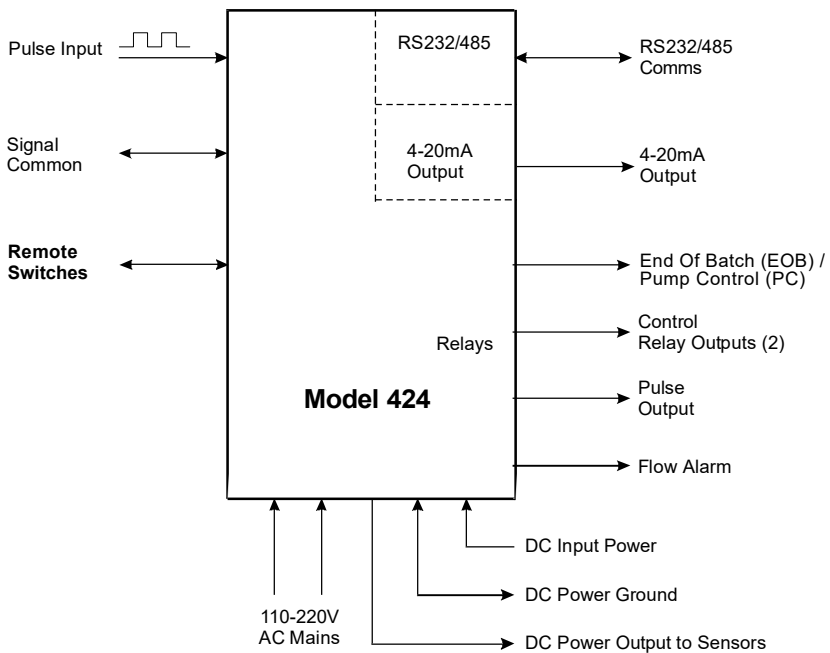 Pulse Input
Signal
Common
Remote
Switches
RS232/485
4-20mA
Output
Relays
Model 424
RS232/485
Comms
4-20mA
Output
End Of Batch (EOB) /
Pump Control (PC)
Control
Relay Outputs (2)
Pulse
Output
Flow Alarm
110-220V
AC Mains
DC Input Power
DC Power Ground
DC Power Output to Sensors